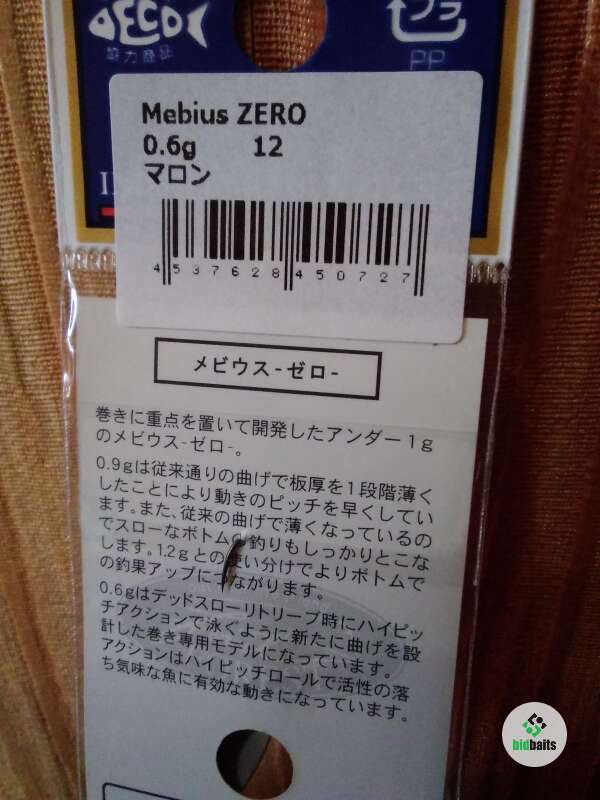 ECO
協力商品
プラ
PP
Mebius ZERO
0.6g 12
マロン
4 537628 450727
メビウス-ゼロ-
巻きに重点を置いて開発したアンダー1g
のメビウス-ゼロ-。
0.9gは従来通りの曲げで板厚を1段階薄く
したことにより動きのピッチを早くしてい
ます。また、従来の曲げで薄くなっているの
でスローなボトムの釣りもしっかりとこな
します。1.2gとの使い分けでよりボトムで
の釣果アップにつながります。
0.6gはデッドスローリトリーブ時にハイピッ
チアクションで泳ぐように新たに曲げを設
計した巻き専用モデルになっています。
アクションはハイピッチロールで活性の落
ち気味な魚に有効な動きになっています。
bidbaits